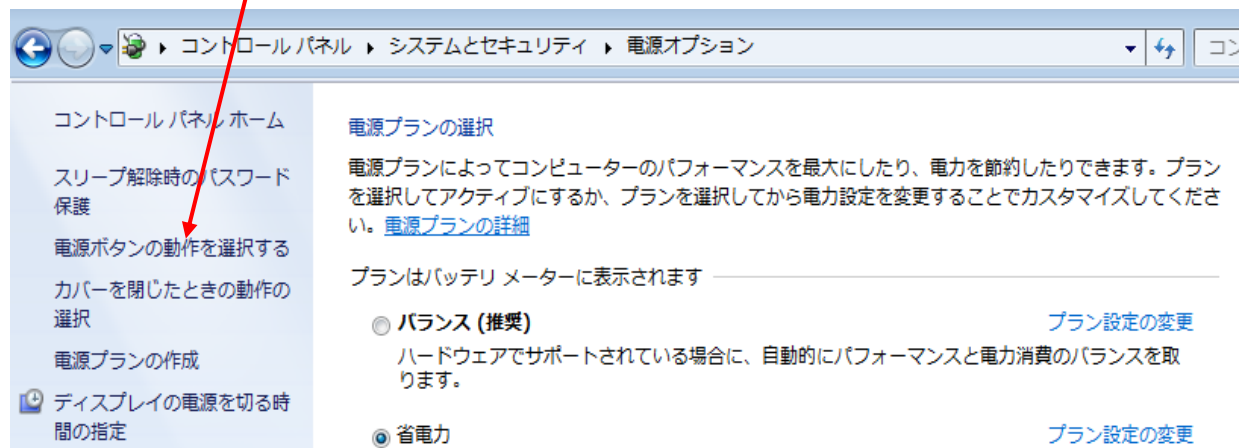 コントロール パネル ▸ システムとセキュリティ ▸ 電源オプション
コン
コントロール パネル ホーム
スリープ解除時のパスワード
保護
電源ボタンの動作を選択する
カバーを閉じたときの動作の
選択
電源プランの作成
ディスプレイの電源を切る時
間の指定
電源プランの選択
電源プランによってコンピューターのパフォーマンスを最大にしたり、電力を節約したりできます。プラン
を選択してアクティブにするか、プランを選択してから電力設定を変更することでカスタマイズしてくださ
い。電源プランの詳細
プランはバッテリ メーターに表示されます
バランス (推奨) プラン設定の変更
ハードウェアでサポートされている場合に、自動的にパフォーマンスと電力消費のバランスを取
ります。
省電力 プラン設定の変更